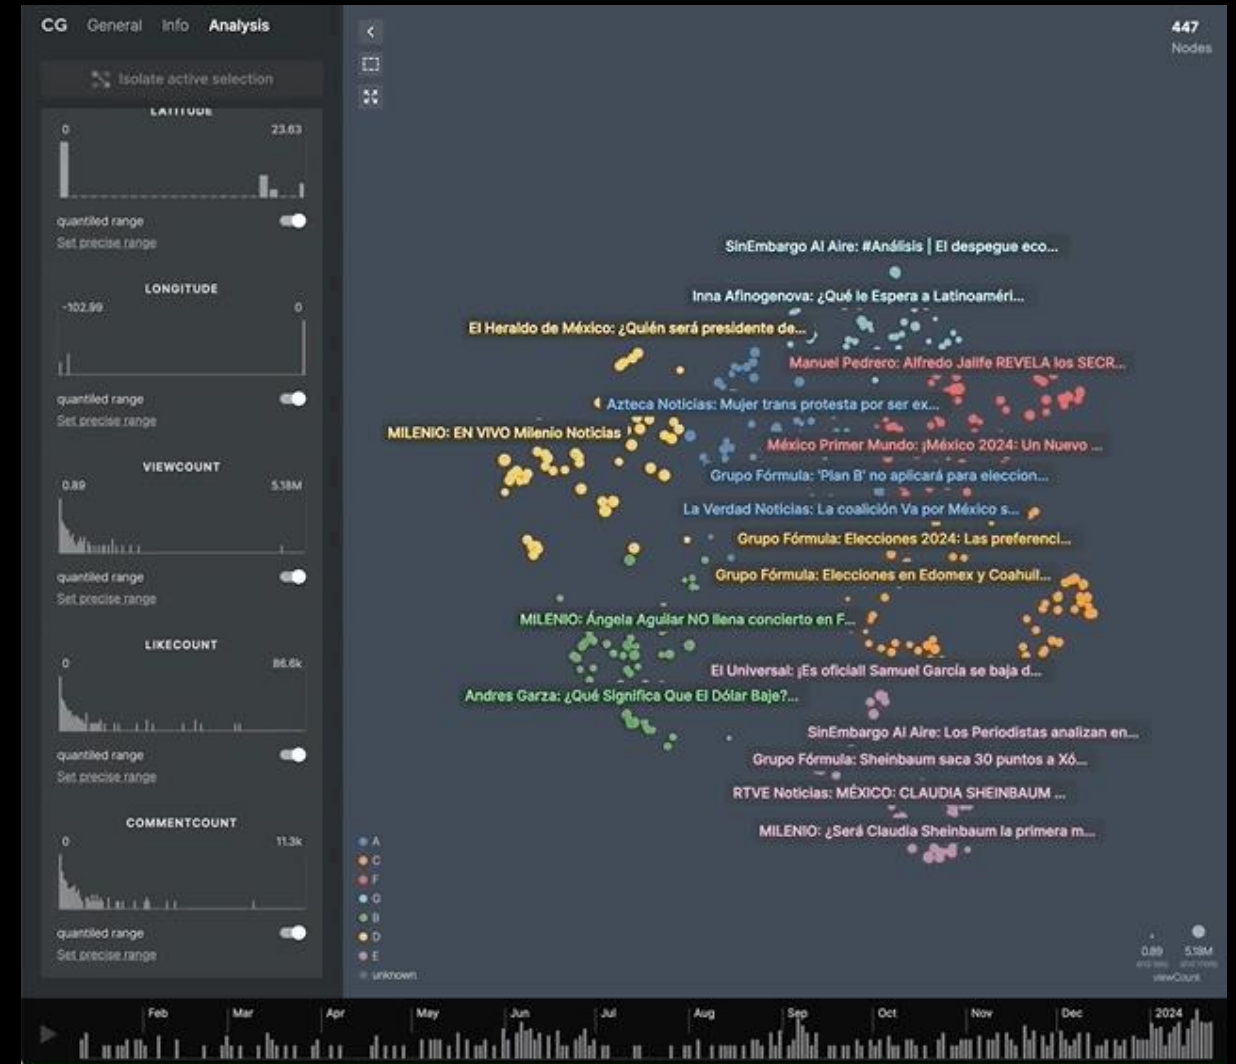 CG General Info Analysis
Isolate active selection
LATITUDE
0 23.63
quantiled range
Set precise range
LONGITUDE
-102.99 0
quantiled range
Set precise range
VIEWCOUNT
0.89 5.18M
quantiled range
Set precise range
LIKECOUNT
0 86.6k
quantiled range
Set precise range
COMMENTCOUNT
0 11.3k
quantiled range
Set precise range
447
Nodes
SinEmbargo Al Aire: #Análisis | El despegue eco...
Inna Afinogenova: ¿Qué le Espera a Latinoaméri...
El Heraldo de México: ¿Quién será presidente de...
Manuel Pedrero: Alfredo Jalife REVELA los SECR...
Azteca Noticias: Mujer trans protesta por ser ex...
MILENIO: EN VIVO Milenio Noticias
México Primer Mundo: ¡México 2024: Un Nuevo ...
Grupo Fórmula: 'Plan B' no aplicará para eleccion...
La Verdad Noticias: La coalición Va por México s...
Grupo Fórmula: Elecciones 2024: Las preferenci...
Grupo Fórmula: Elecciones en Edomex y Coahuil...
MILENIO: Ángela Aguilar NO llena concierto en F...
El Universal: ¡Es oficial! Samuel García se baja d...
Andres Garza: ¿Qué Significa Que El Dólar Baje?...
SinEmbargo Al Aire: Los Periodistas analizan en...
Grupo Fórmula: Sheinbaum saca 30 puntos a Xó...
RTVE Noticias: MÉXICO: CLAUDIA SHEINBAUM ...
MILENIO: ¿Será Claudia Sheinbaum la primera m...
A
C
F
G
B
D
E
unknown
0.89 5.18M
and less and more
viewCount
Feb Mar Apr May Jun Jul Aug Sep Oct Nov Dec 2024